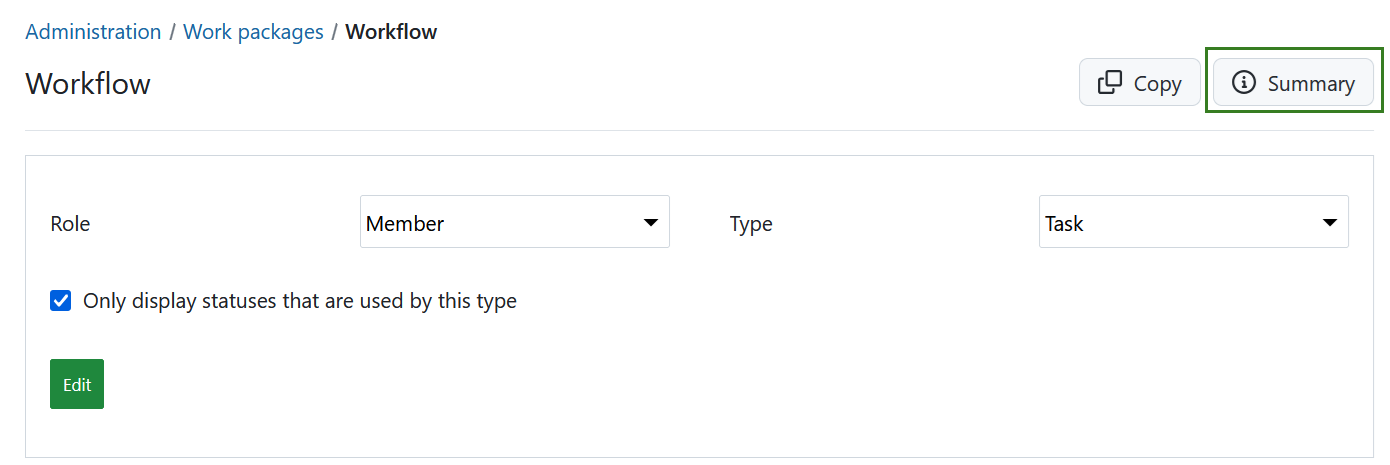 Administration / Work packages / Workflow
Workflow
Copy
Summary
Role
Member
Type
Task
Only display statuses that are used by this type
Edit